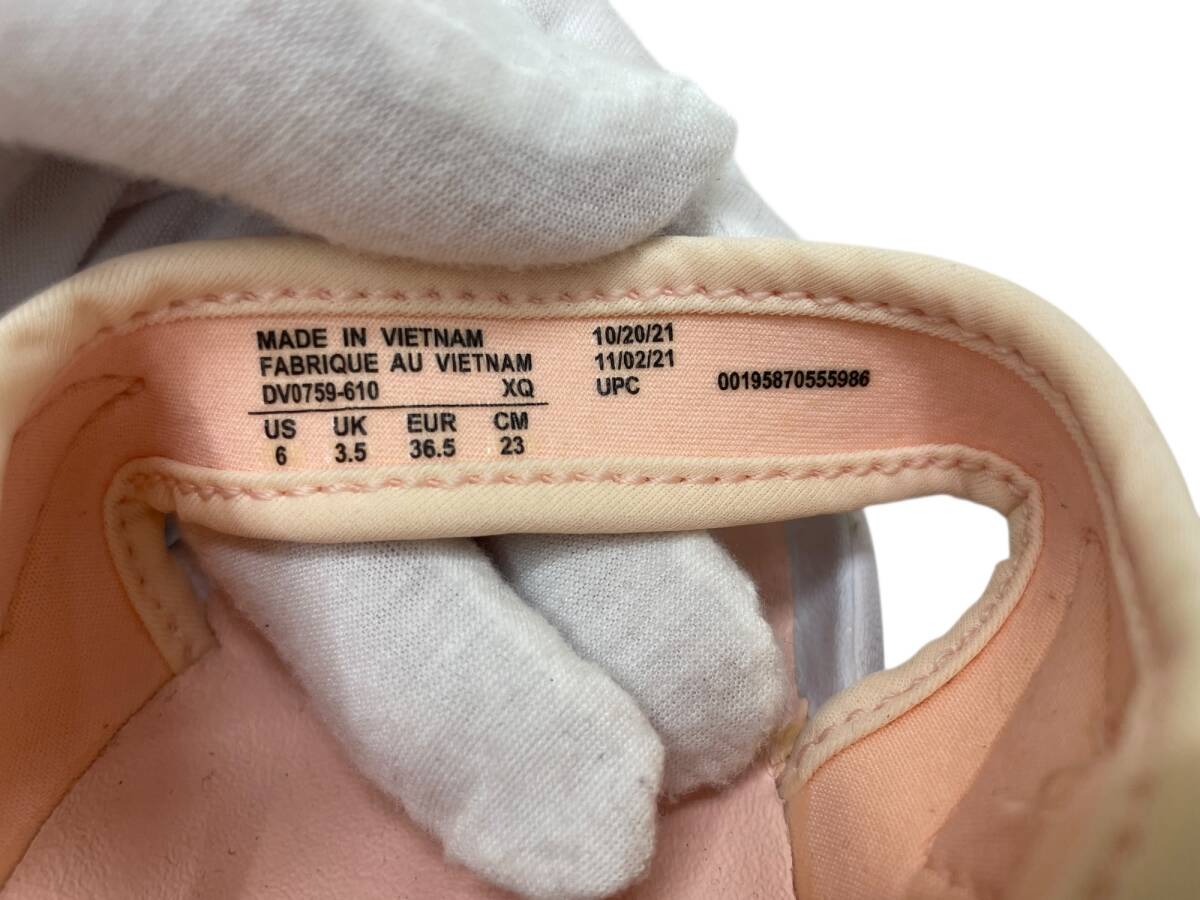 MADE IN VIETNAM 10/20/21
FABRIQUE AU VIETNAM 11/02/21
DV0759-610 XQ UPC 00195870555986
US UK EUR CM
6 3.5 36.5 23